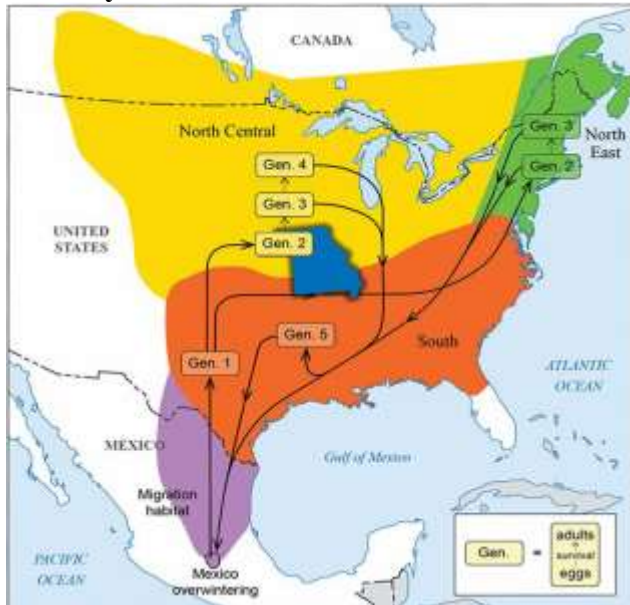 CANADA
North Central
Gen. 3
North
East
Gen. 4
Gen. 2
Gen. 3
UNITED
STATES
Gen. 2
Gen. 5
South
Gen. 1
ATLANTIC
OCEAN
MÉXICO
Gulf of Mexico
Migration
habitat
PACIFIC
OCEAN
Mexico
overwintering
Gen. =
adults
survival
eggs